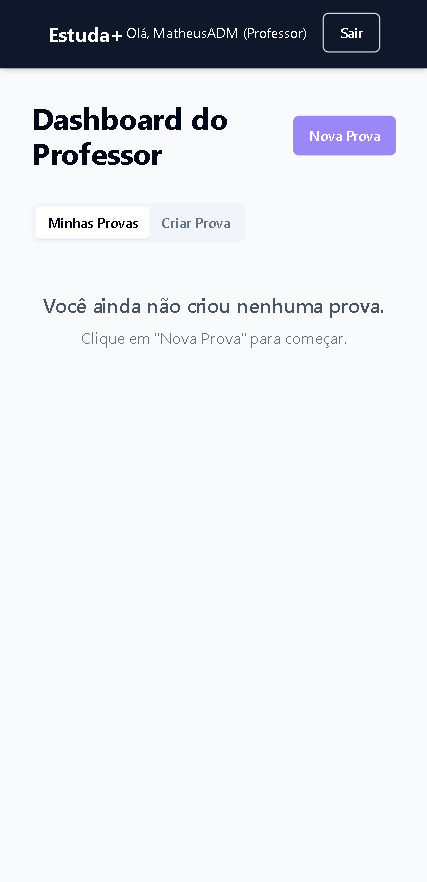 Estuda+ Olá, MatheusADM (Professor) Sair
Dashboard do
Professor
Nova Prova
Minhas Provas Criar Prova
Você ainda não criou nenhuma prova.
Clique em "Nova Prova" para começar.